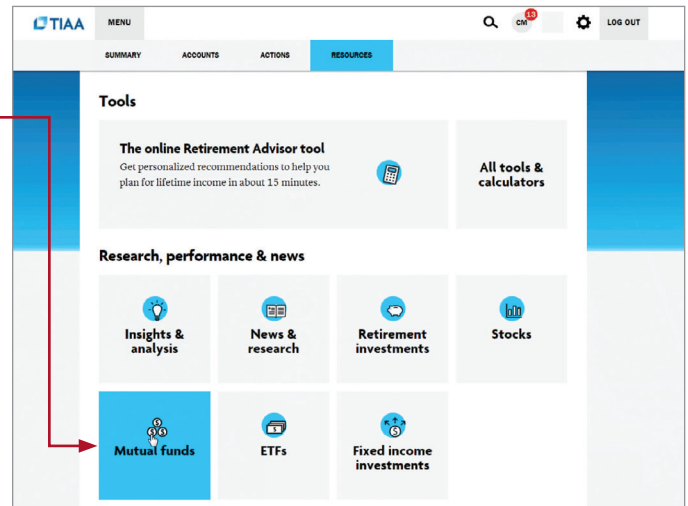 TIAA MENU CM 13 LOG OUT
SUMMARY ACCOUNTS ACTIONS RESOURCES
Tools
The online Retirement Advisor tool
Get personalized recommendations to help you
plan for lifetime income in about 15 minutes.
All tools &
calculators
Research, performance & news
Insights &
analysis
News &
research
Retirement
investments
Stocks
Mutual funds
ETFs
Fixed income
investments